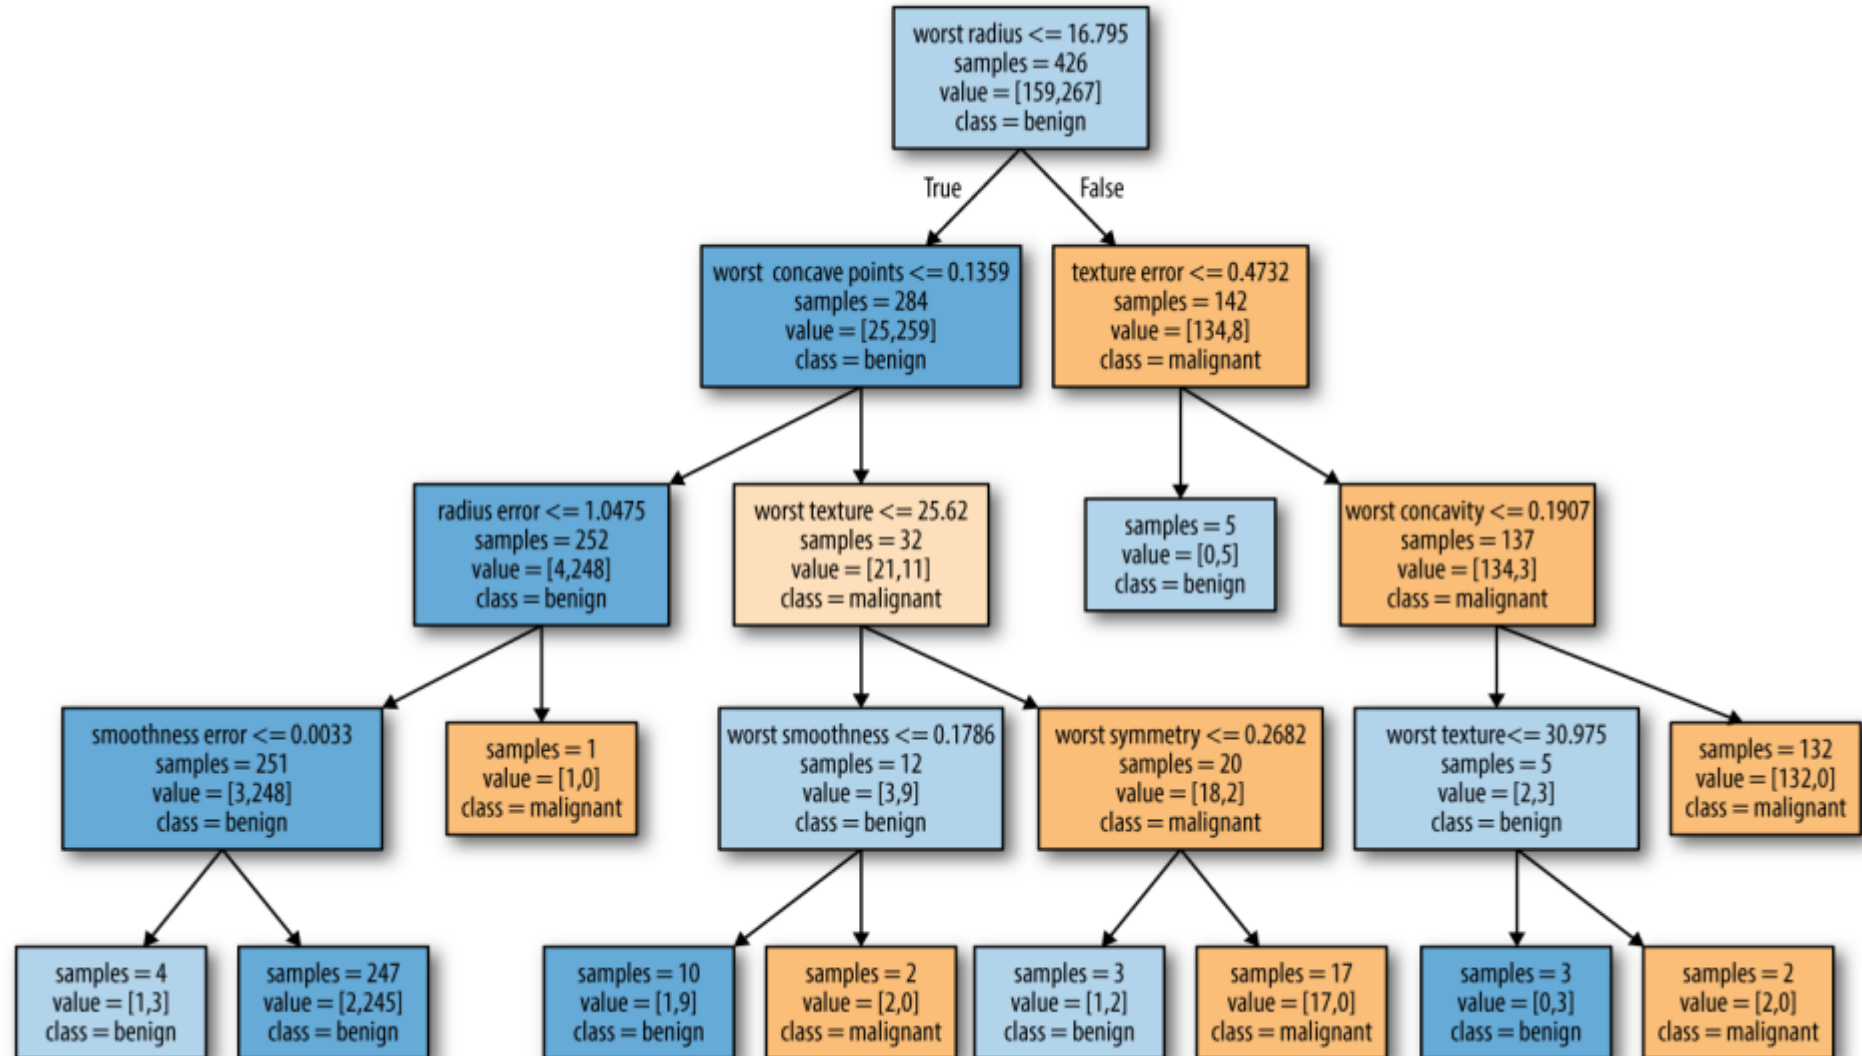 worst radius <= 16.795
samples = 426
value = [159,267]
class = benign
True
False
worst  concave points <= 0.1359
samples = 284
value = [25,259]
class = benign
texture error <= 0.4732
samples = 142
value = [134,8]
class = malignant
radius error <= 1.0475
samples = 252
value = [4,248]
class = benign
worst texture <= 25.62
samples = 32
value = [21,11]
class = malignant
samples = 5
value = [0,5]
class = benign
worst concavity <= 0.1907
samples = 137
value = [134,3]
class = malignant
smoothness error <= 0.0033
samples = 251
value = [3,248]
class = benign
samples = 1
value = [1,0]
class = malignant
worst smoothness <= 0.1786
samples = 12
value = [3,9]
class = benign
worst symmetry <= 0.2682
samples = 20
value = [18,2]
class = malignant
worst texture<= 30.975
samples = 5
value = [2,3]
class = benign
samples = 132
value = [132,0]
class = malignant
samples = 4
value = [1,3]
class = benign
samples = 247
value = [2,245]
class = benign
samples = 10
value = [1,9]
class = benign
samples = 2
value = [2,0]
class = malignant
samples = 3
value = [1,2]
class = benign
samples = 17
value = [17,0]
class = malignant
samples = 3
value = [0,3]
class = benign
samples = 2
value = [2,0]
class = malignant